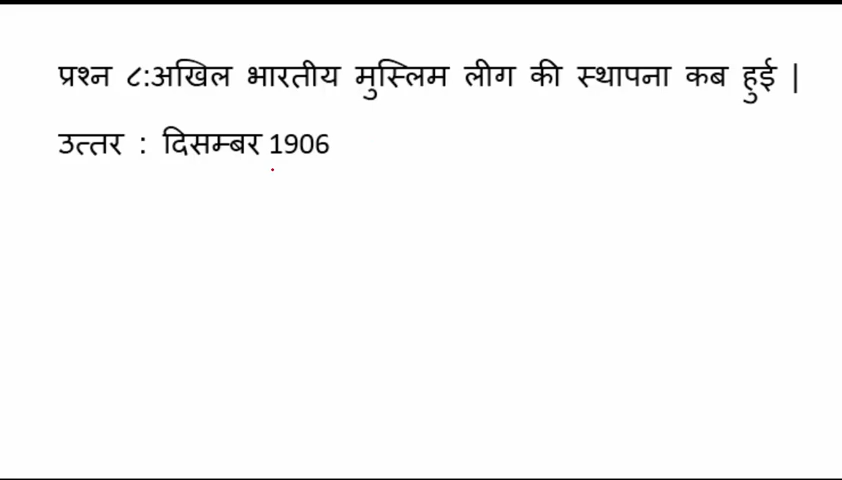 प्रश्न ८:अखिल भारतीय मुस्लिम लीग की स्थापना कब हुई |
उत्तर : दिसम्बर 1906